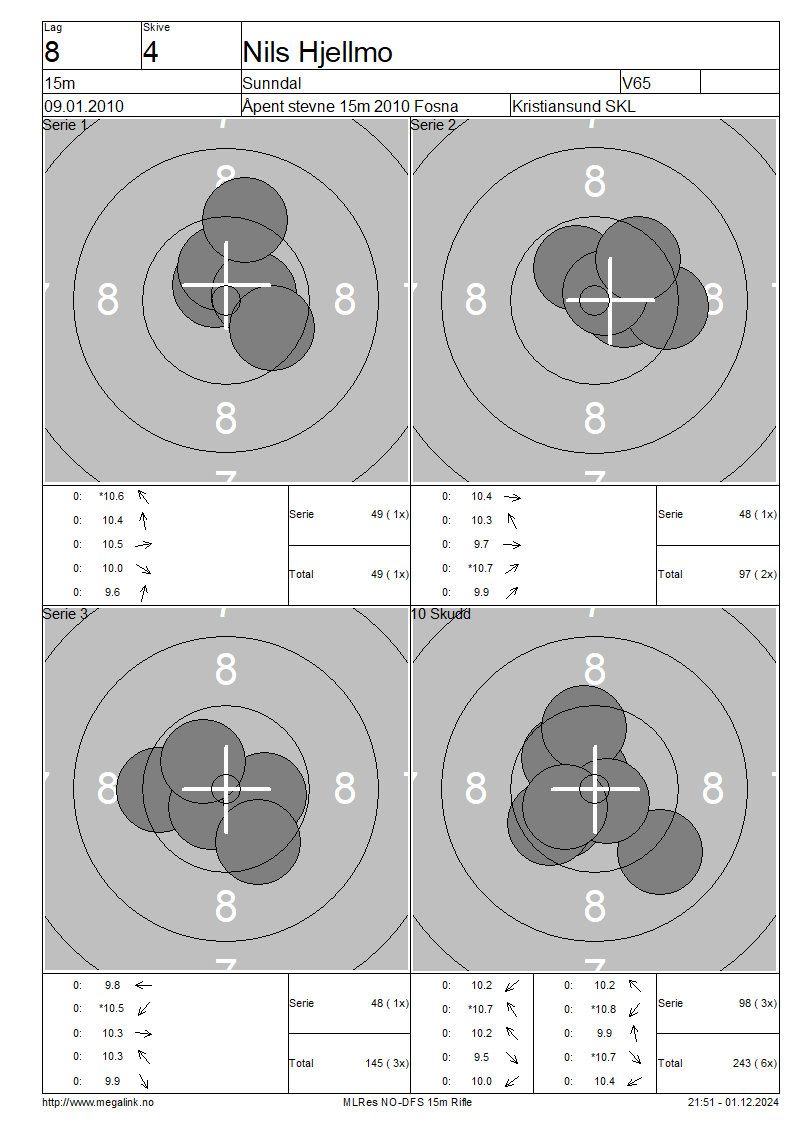 Lag Skive
8 4 Nils Hjellmo
15m Sunndal V65
09.01.2010 Åpent stevne 15m 2010 Fosna Kristiansund SKL
Serie 1 Serie 2
8 8
8 8 8 8
8 8
7 7
0: *10.6 0: 10.4
Serie 49 ( 1x) Serie 48 ( 1x)
0: 10.4 0: 10.3
0: 10.5 0: 9.7
0: 10.0 0: *10.7
Total 49 ( 1x) Total 97 ( 2x)
0: 9.6 0: 9.9
Serie 3 10 Skudd
8 8
8 8 8 8
8 8
7 7
0: 9.8 0: 10.2 0: 10.2
0: *10.5 0: *10.7 0: *10.8
Serie 48 ( 1x) Serie 98 ( 3x)
0: 10.3 0: 10.2 0: 9.9
0: 10.3 0: 9.5 0: *10.7
Total 145 ( 3x) Total 243 ( 6x)
0: 9.9 0: 10.0 0: 10.4
http://www.megalink.no MLRes NO-DFS 15m Rifle 21:51 - 01.12.2024